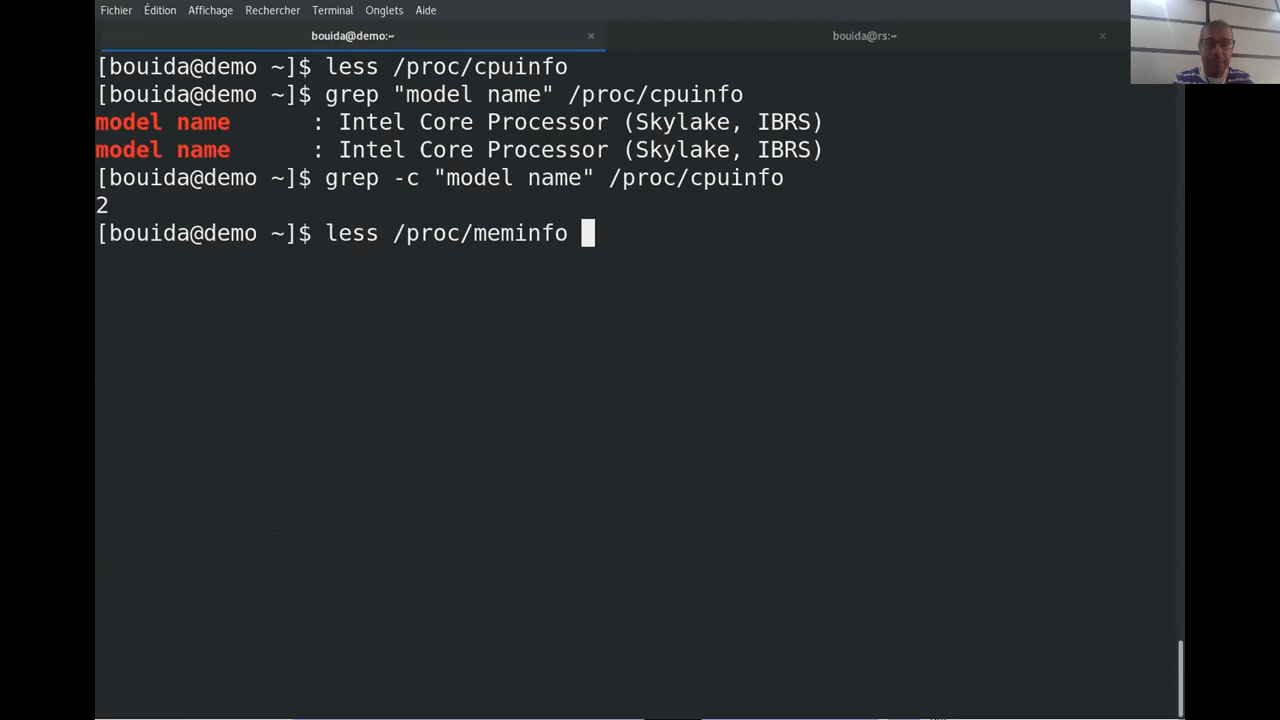 Fichier Édition Affichage Rechercher Terminal Onglets Aide
bouida@demo:~ × bouida@rs:~ ×
[bouida@demo ~]$ less /proc/cpuinfo
[bouida@demo ~]$ grep "model name" /proc/cpuinfo
model name : Intel Core Processor (Skylake, IBRS)
model name : Intel Core Processor (Skylake, IBRS)
[bouida@demo ~]$ grep -c "model name" /proc/cpuinfo
2
[bouida@demo ~]$ less /proc/meminfo